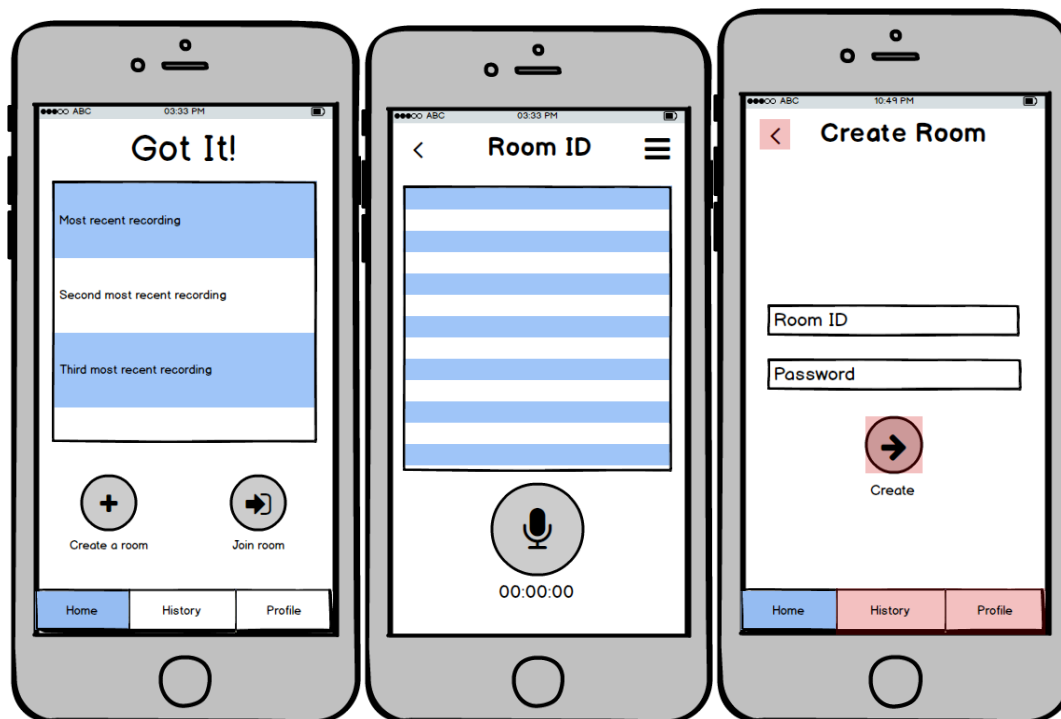 ABC 03:33 PM
Got It!
Most recent recording
Second most recent recording
Third most recent recording
Create a room Join room
Home History Profile
ABC 03:33 PM
Room ID
00:00:00
ABC 10:49 PM
Create Room
Room ID
Password
Create
Home History Profile